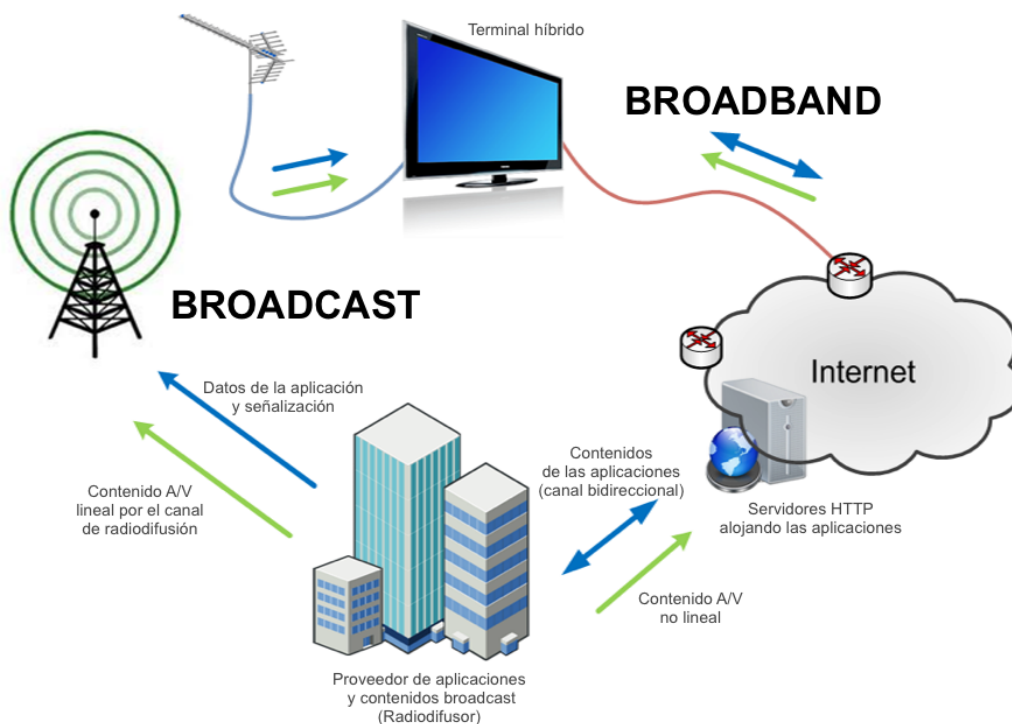 Terminal híbrido
BROADBAND
BROADCAST
Internet
Datos de la aplicación
y señalización
Contenido A/V
lineal por el canal
de radiodifusión
Contenidos
de las aplicaciones
(canal bidireccional)
Servidores HTTP
alojando las aplicaciones
Contenido A/V
no lineal
Proveedor de aplicaciones
y contenidos broadcast
(Radiodifusor)